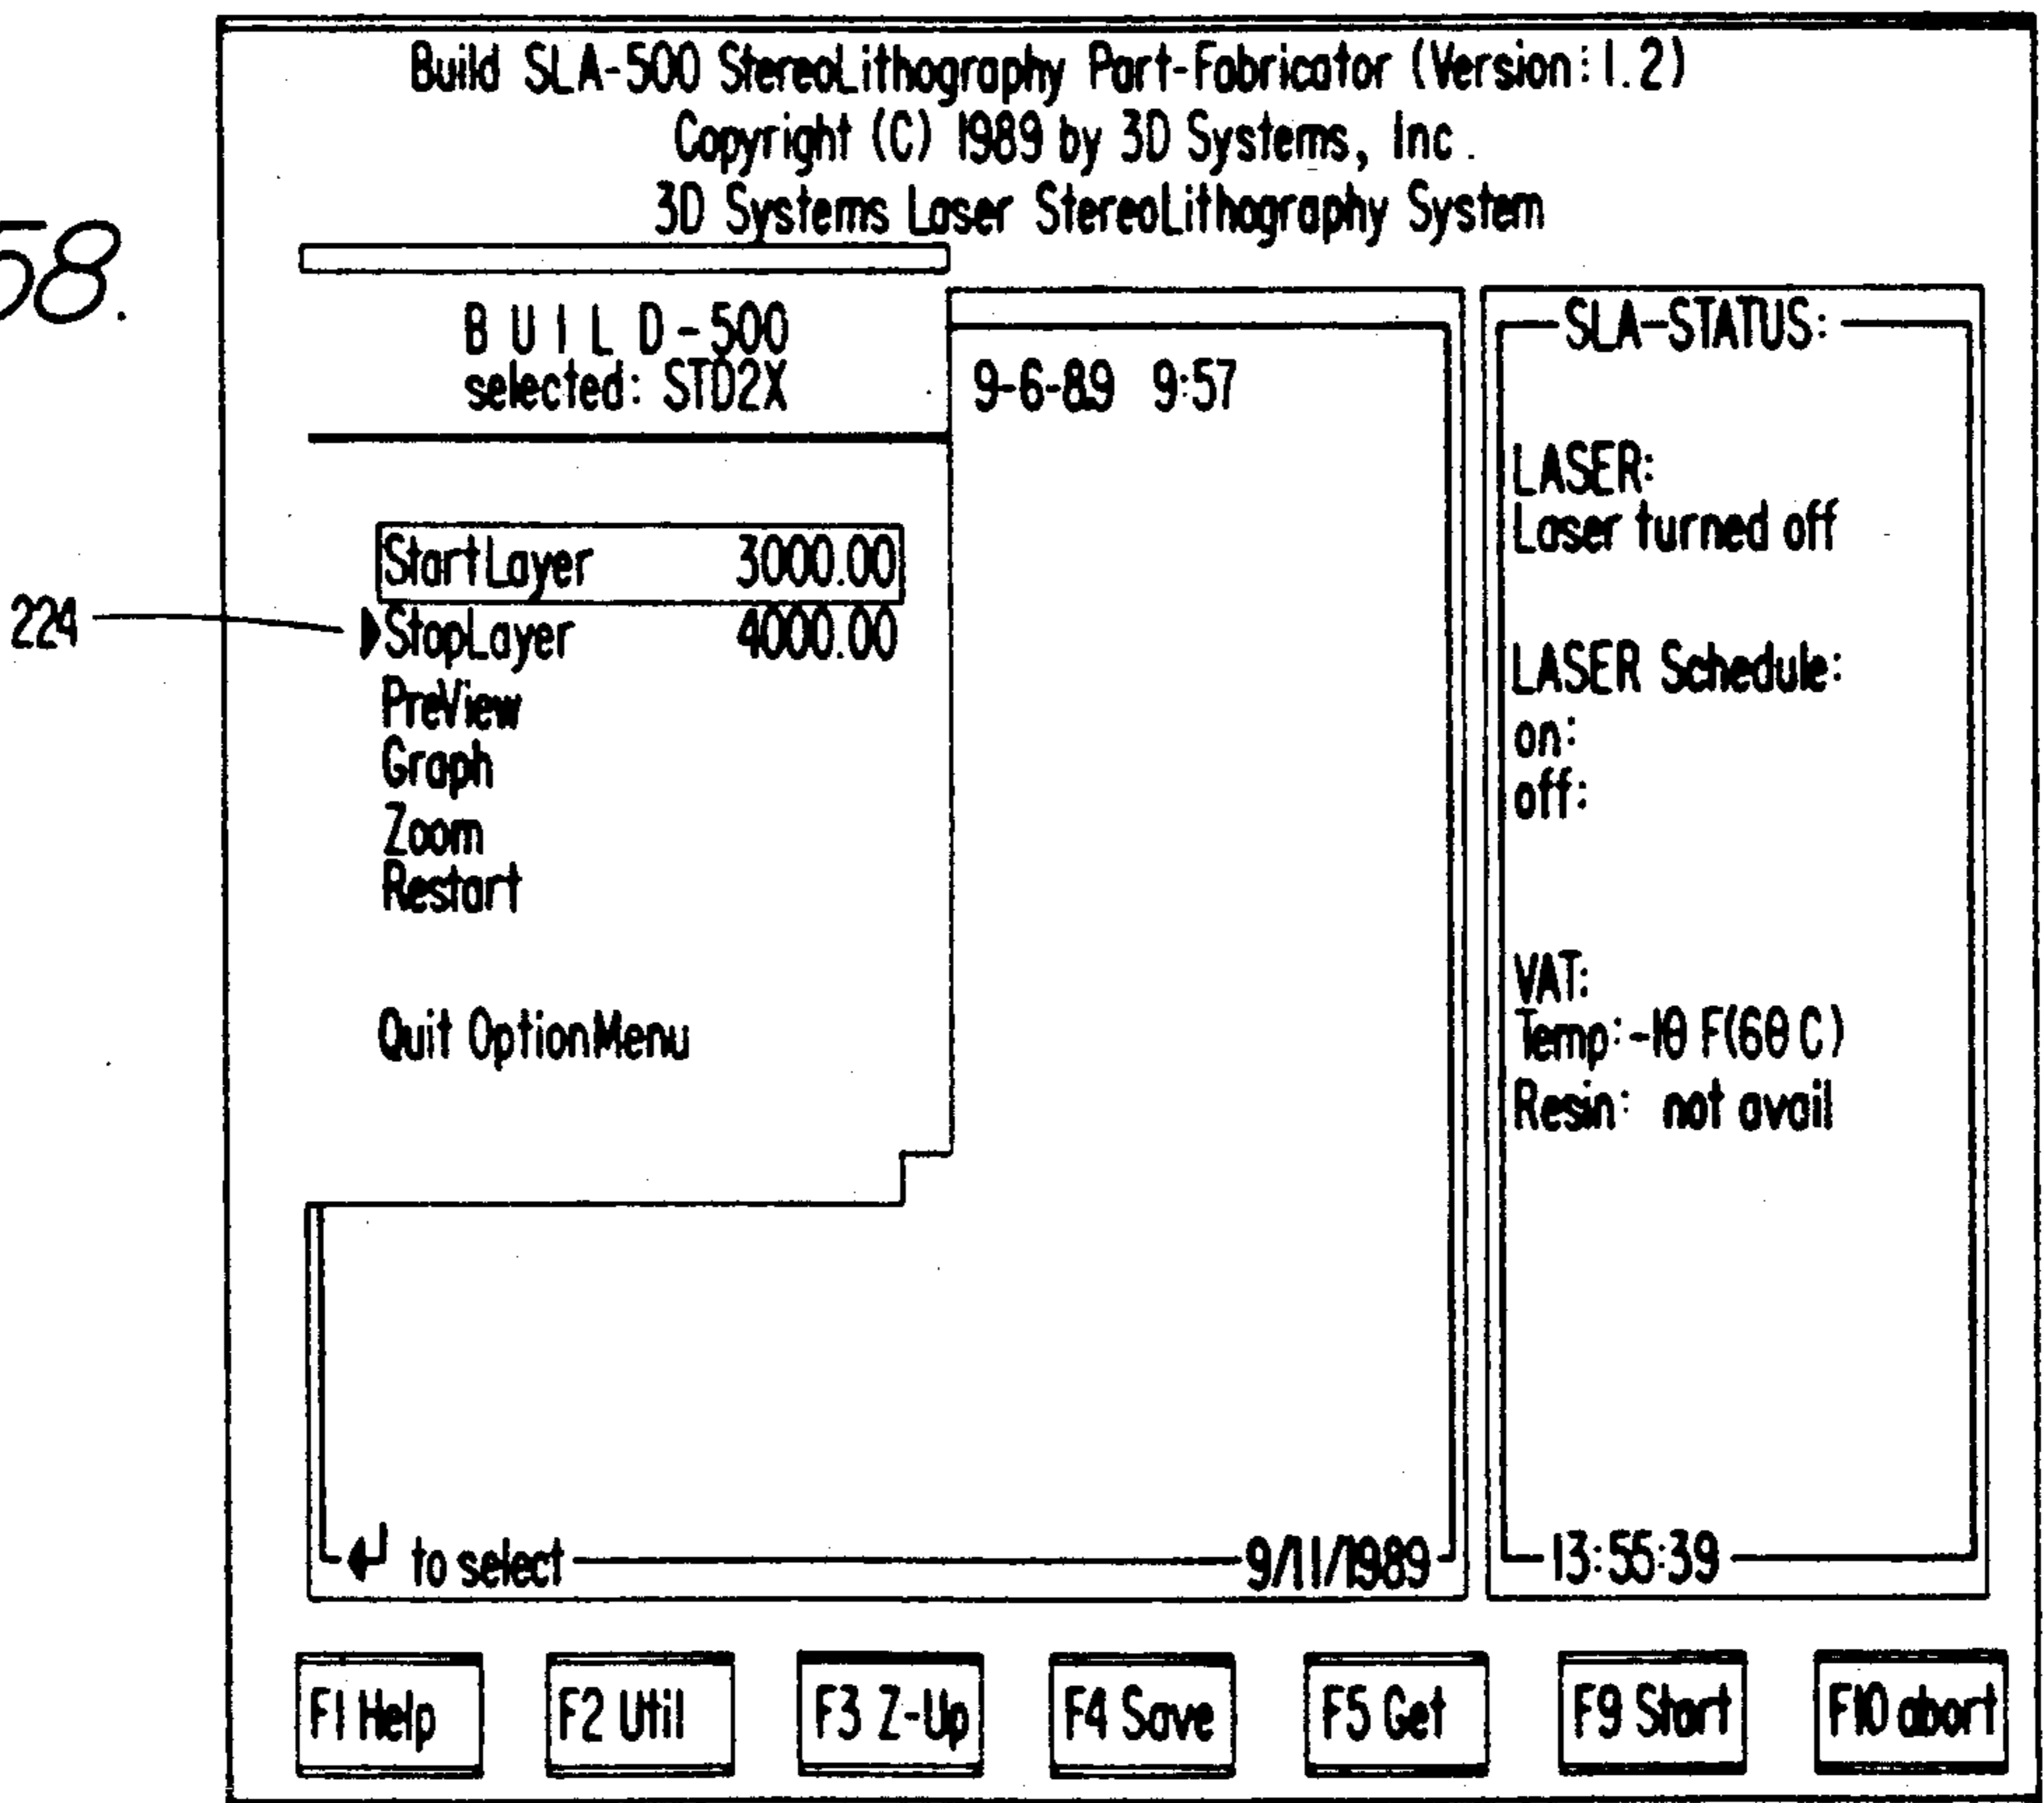 Build SLA-500 StereoLithography Part-Fabricator (Version: 1.2)
Copyright (C) 1989 by 3D Systems, Inc.
3D Systems Laser StereoLithography System
58.
B U I L D - 500
selected: STD2X
9-6-89 9:57
StartLayer 3000.00
224
StopLayer 4000.00
PreView
Graph
Zoom
Restart
Quit OptionMenu
to select
9/11/1989
SLA-STATUS:
LASER:
Laser turned off
LASER Schedule:
on:
off:
VAT:
Temp: -10 F(60 C)
Resin: not avail
13:55:39
F1 Help
F2 Util
F3 Z-Up
F4 Save
F5 Get
F9 Start
F10 abort